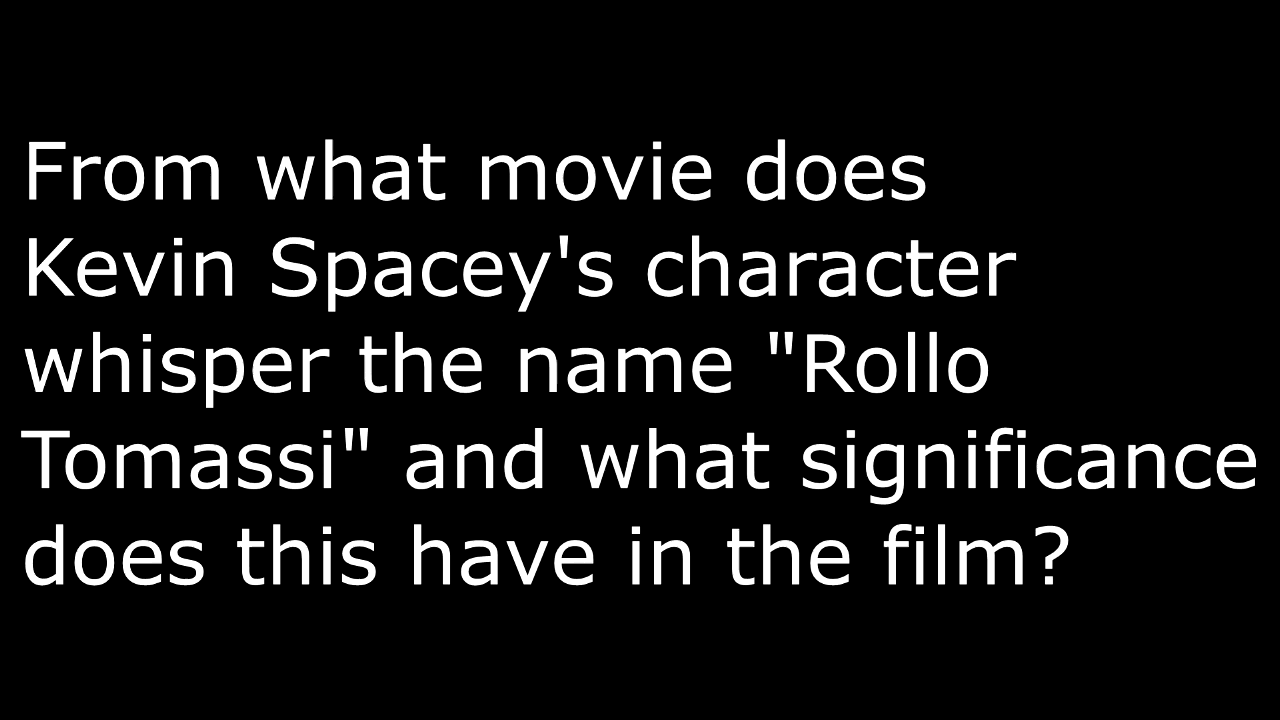 From what movie does
Kevin Spacey's character
whisper the name "Rollo
Tomassi" and what significance
does this have in the film?